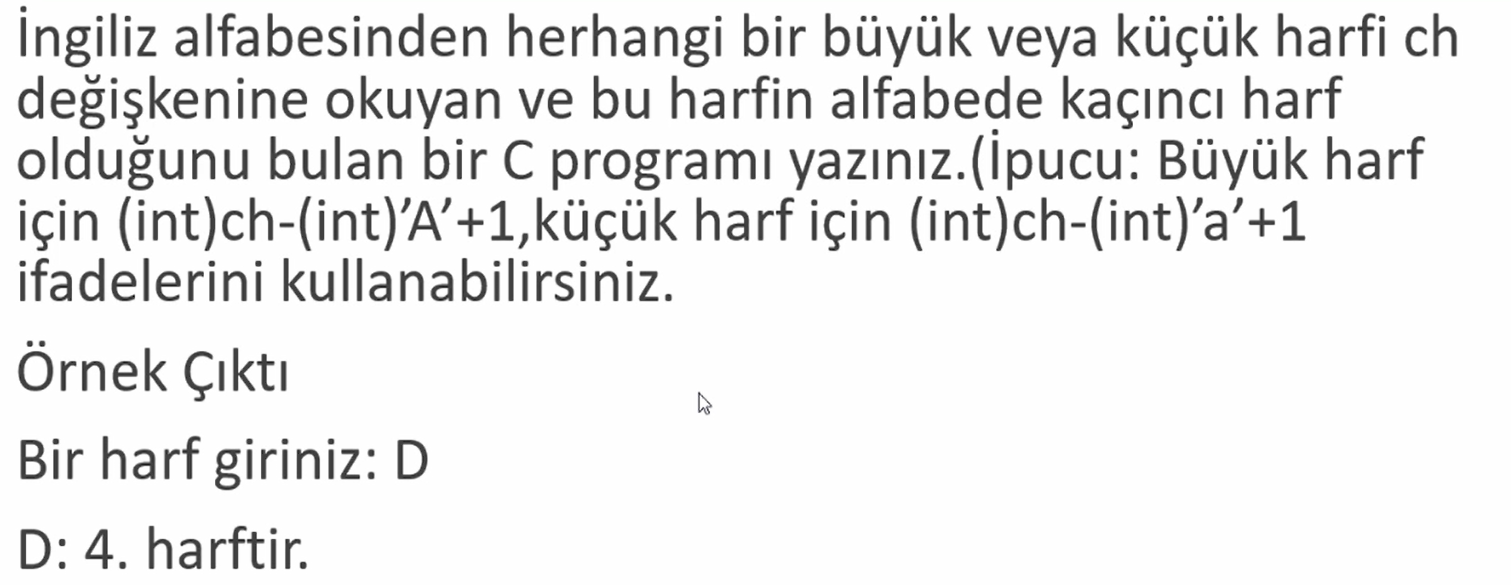 İngiliz alfabesinden herhangi bir büyük veya küçük harfi ch
değişkenine okuyan ve bu harfin alfabede kaçıncı harf
olduğunu bulan bir C programı yazınız.(İpucu: Büyük harf
için (int)ch-(int)’A’+1,küçük harf için (int)ch-(int)’a’+1
ifadelerini kullanabilirsiniz.
Örnek Çıktı
Bir harf giriniz: D
D: 4. harftir.